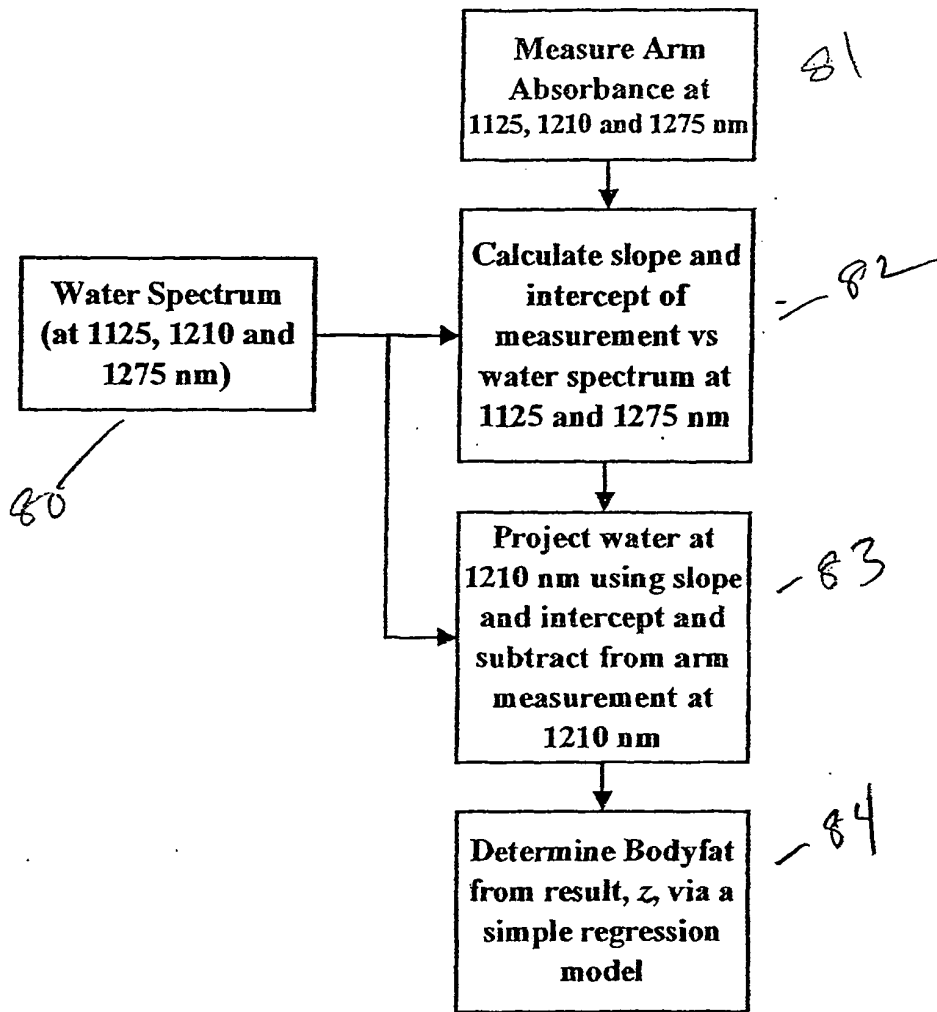 Measure Arm
Absorbance at
1125, 1210 and 1275 nm
81
Calculate slope and
intercept of
measurement vs
water spectrum at
1125 and 1275 nm
82
Water Spectrum
(at 1125, 1210 and
1275 nm)
80
Project water at
1210 nm using slope
and intercept and
subtract from arm
measurement at
1210 nm
83
Determine Bodyfat
from result, z, via a
simple regression
model
84